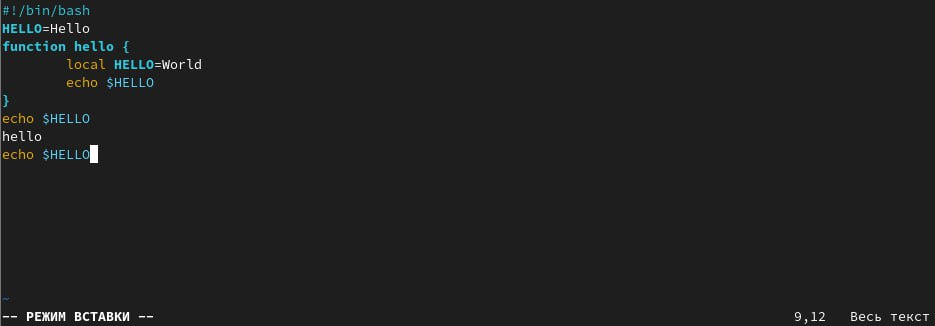 #!/bin/bash
HELLO=Hello
function hello {
        local HELLO=World
        echo $HELLO
}
echo $HELLO
hello
echo $HELLO
~
-- РЕЖИМ ВСТАВКИ --                                                                                9,12   Весь текст